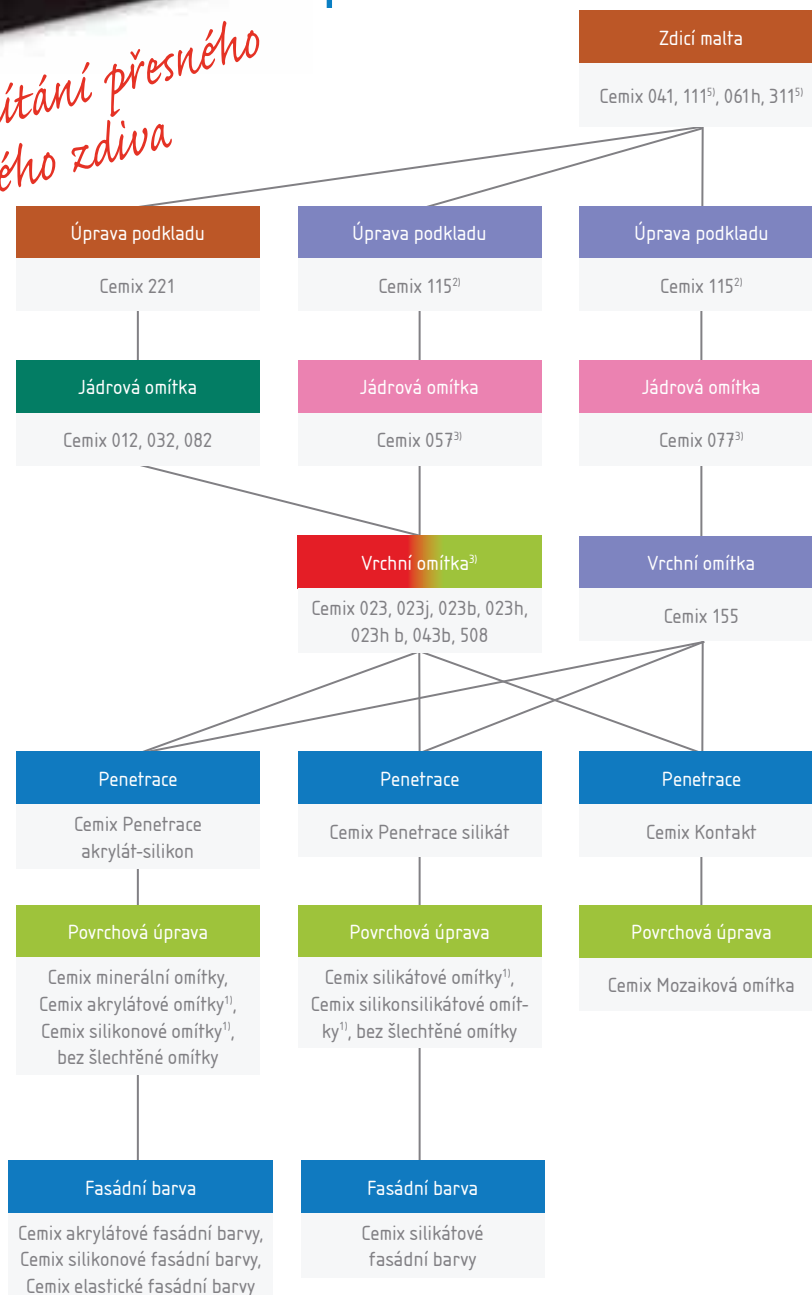 přesného
zdiva
Zdicí malta
Cemix 041, 111⁵⁾, 061h, 311⁵⁾
Úprava podkladu
Cemix 221
Úprava podkladu
Cemix 115²⁾
Úprava podkladu
Cemix 115²⁾
Jádrová omítka
Cemix 012, 032, 082
Jádrová omítka
Cemix 057³⁾
Jádrová omítka
Cemix 077³⁾
Vrchní omítka³⁾
Cemix 023, 023j, 023b, 023h,
023h b, 043b, 508
Vrchní omítka
Cemix 155
Penetrace
Cemix Penetrace
akrylát-silikon
Penetrace
Cemix Penetrace silikát
Penetrace
Cemix Kontakt
Povrchová úprava
Cemix minerální omítky,
Cemix akrylátové omítky¹⁾,
Cemix silikonové omítky¹⁾,
bez šlechtěné omítky
Povrchová úprava
Cemix silikátové omítky¹⁾,
Cemix silikonsilikátové omít-
ky¹⁾, bez šlechtěné omítky
Povrchová úprava
Cemix Mozaiková omítka
Fasádní barva
Cemix akrylátové fasádní barvy,
Cemix silikonové fasádní barvy,
Cemix elastické fasádní barvy
Fasádní barva
Cemix silikátové
fasádní barvy